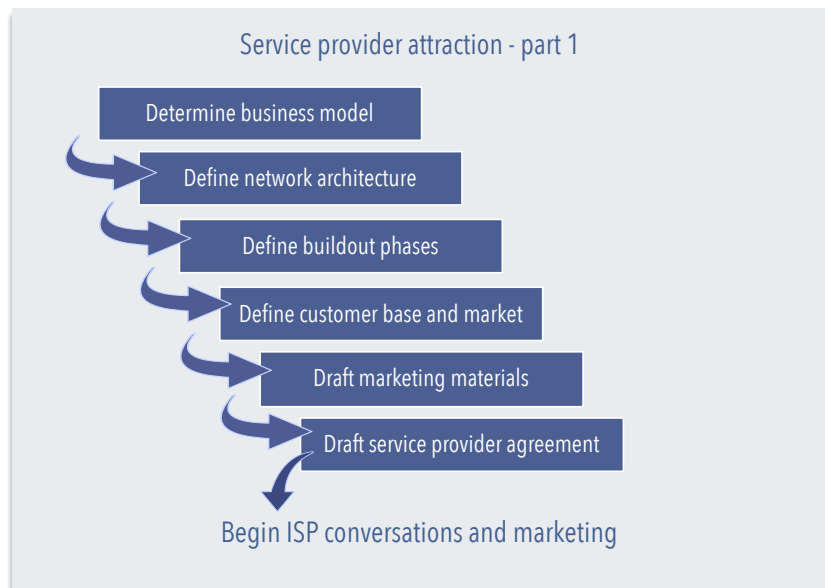 Service provider attraction - part 1
Determine business model
Define network architecture
Define buildout phases
Define customer base and market
Draft marketing materials
Draft service provider agreement
Begin ISP conversations and marketing